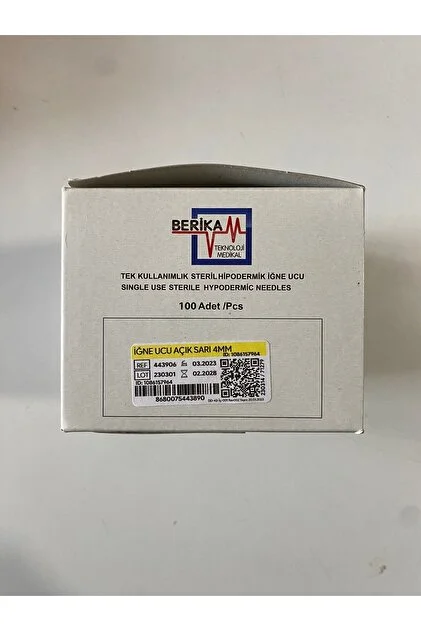 BERİKA
TEKNOLOJİ
MEDİKAL
TEK KULLANIMLIK STERİL HİPODERMİK İĞNE UCU
SINGLE USE STERILE HYPODERMIC NEEDLES
100 Adet /Pcs
İĞNE UCU AÇIK SARI 4MM
ID: 1086157964
REF 443906 03.2023
LOT 230301 02.2028
ID: 1086157964
8680075443890